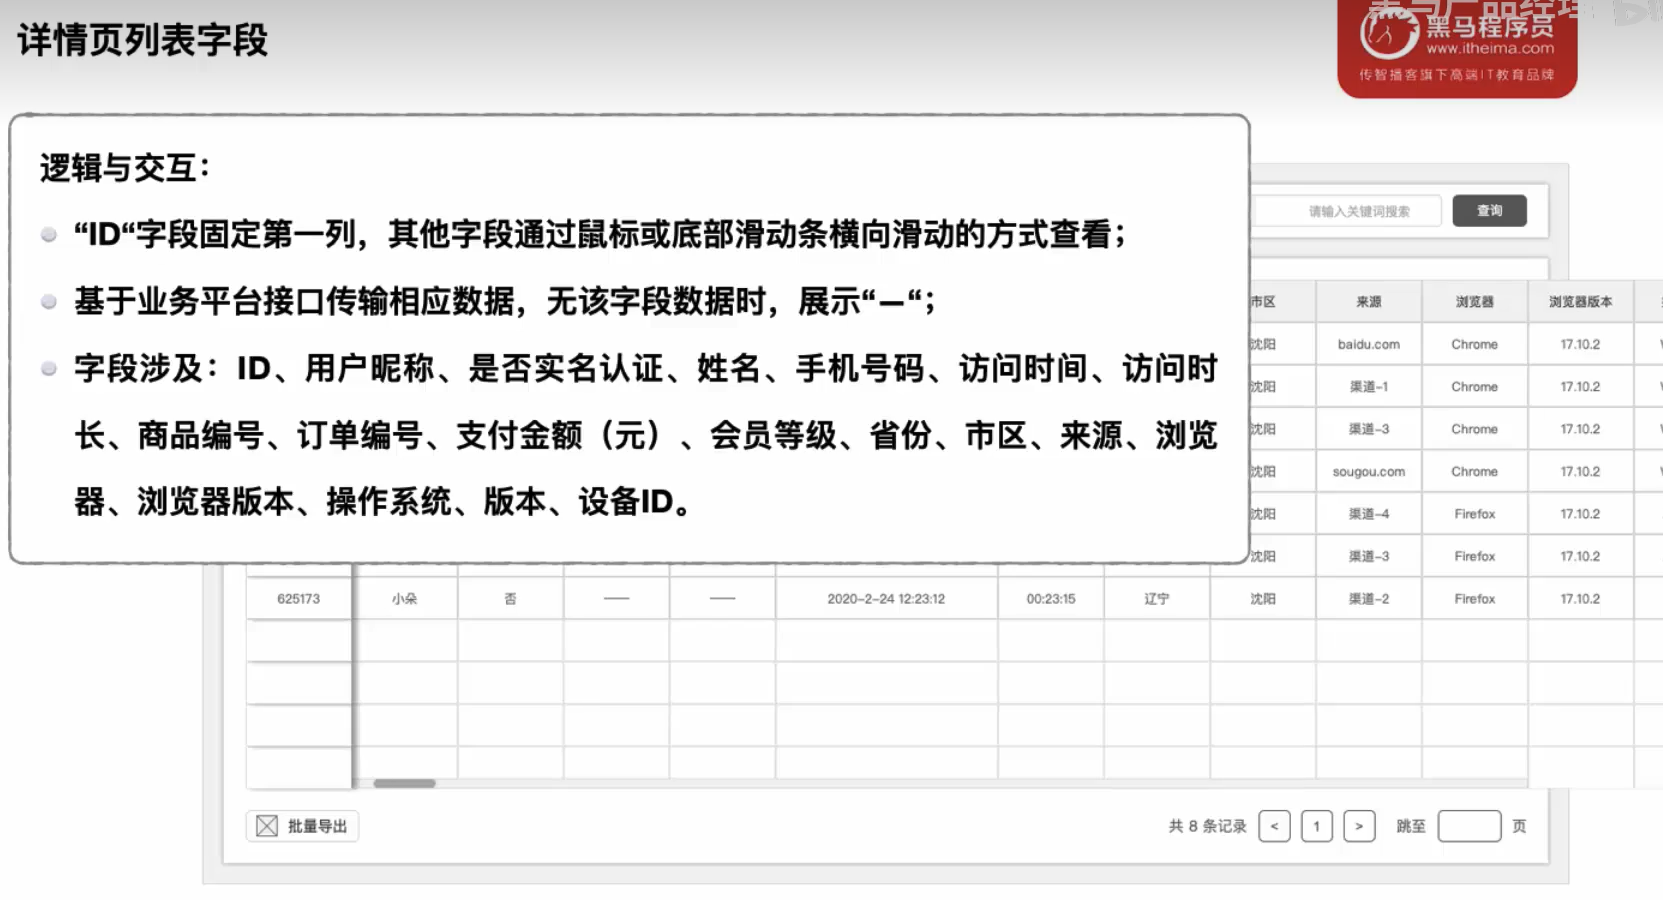 详情页列表字段
黑马产品经理
黑马程序员
www.itheima.com
传智播客旗下高端IT教育品牌
逻辑与交互：
“ID“字段固定第一列，其他字段通过鼠标或底部滑动条横向滑动的方式查看；
基于业务平台接口传输相应数据，无该字段数据时，展示“—“；
字段涉及：ID、用户昵称、是否实名认证、姓名、手机号码、访问时间、访问时
长、商品编号、订单编号、支付金额（元）、会员等级、省份、市区、来源、浏览
器、浏览器版本、操作系统、版本、设备ID。
请输入关键词搜索 查询
市区 来源 浏览器 浏览器版本
沈阳 baidu.com Chrome 17.10.2
沈阳 渠道-1 Chrome 17.10.2
沈阳 渠道-3 Chrome 17.10.2
沈阳 sougou.com Chrome 17.10.2
沈阳 渠道-4 Firefox 17.10.2
沈阳 渠道-3 Firefox 17.10.2
625173 小朵 否 —— —— 2020-2-24 12:23:12 00:23:15 辽宁 沈阳 渠道-2 Firefox 17.10.2
批量导出 共 8 条记录 < 1 > 跳至 页